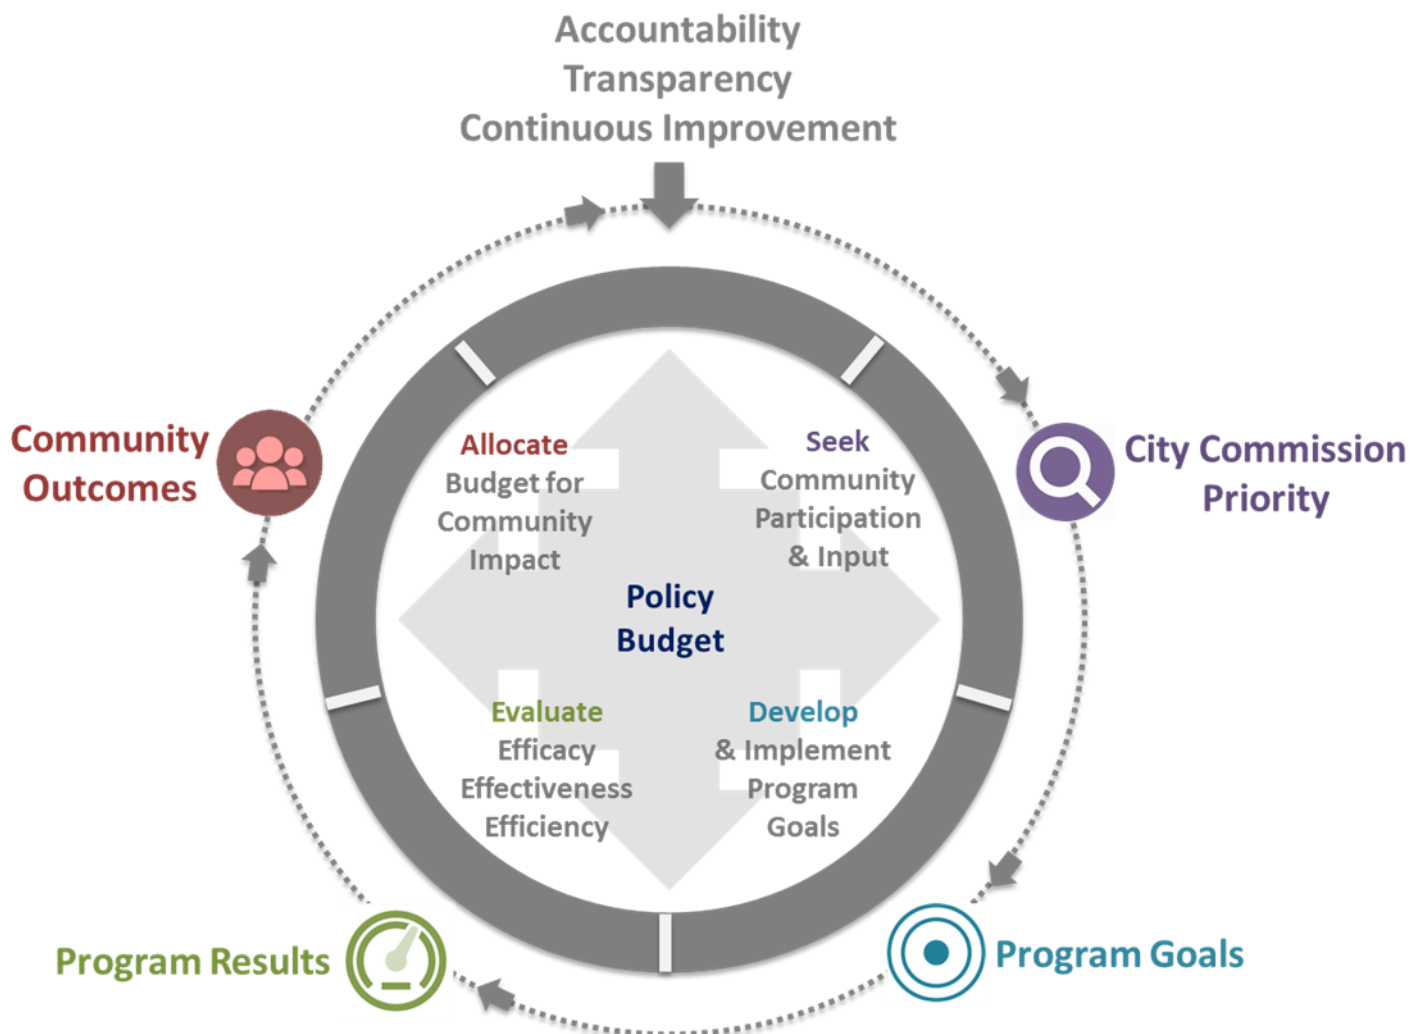 Accountability
Transparency
Continuous Improvement
Community
Outcomes
City Commission
Priority
Allocate
Budget for
Community
Impact
Seek
Community
Participation
& Input
Policy
Budget
Evaluate
Efficacy
Effectiveness
Efficiency
Develop
& Implement
Program
Goals
Program Results
Program Goals